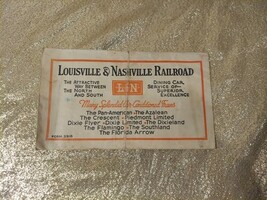 LOUISVILLE & NASHVILLE RAILROAD
THE ATTRACTIVE WAY BETWEEN THE NORTH AND SOUTH
L&N
DINING CAR SERVICE OF SUPERIOR EXCELLENCE
Many Splendid Air-Conditioned Trains
The Pan-American - The Azalean
The Crescent - Piedmont Limited
Dixie Flyer - Dixie Limited - The Dixieland
The Flamingo - The Southland
The Florida Arrow